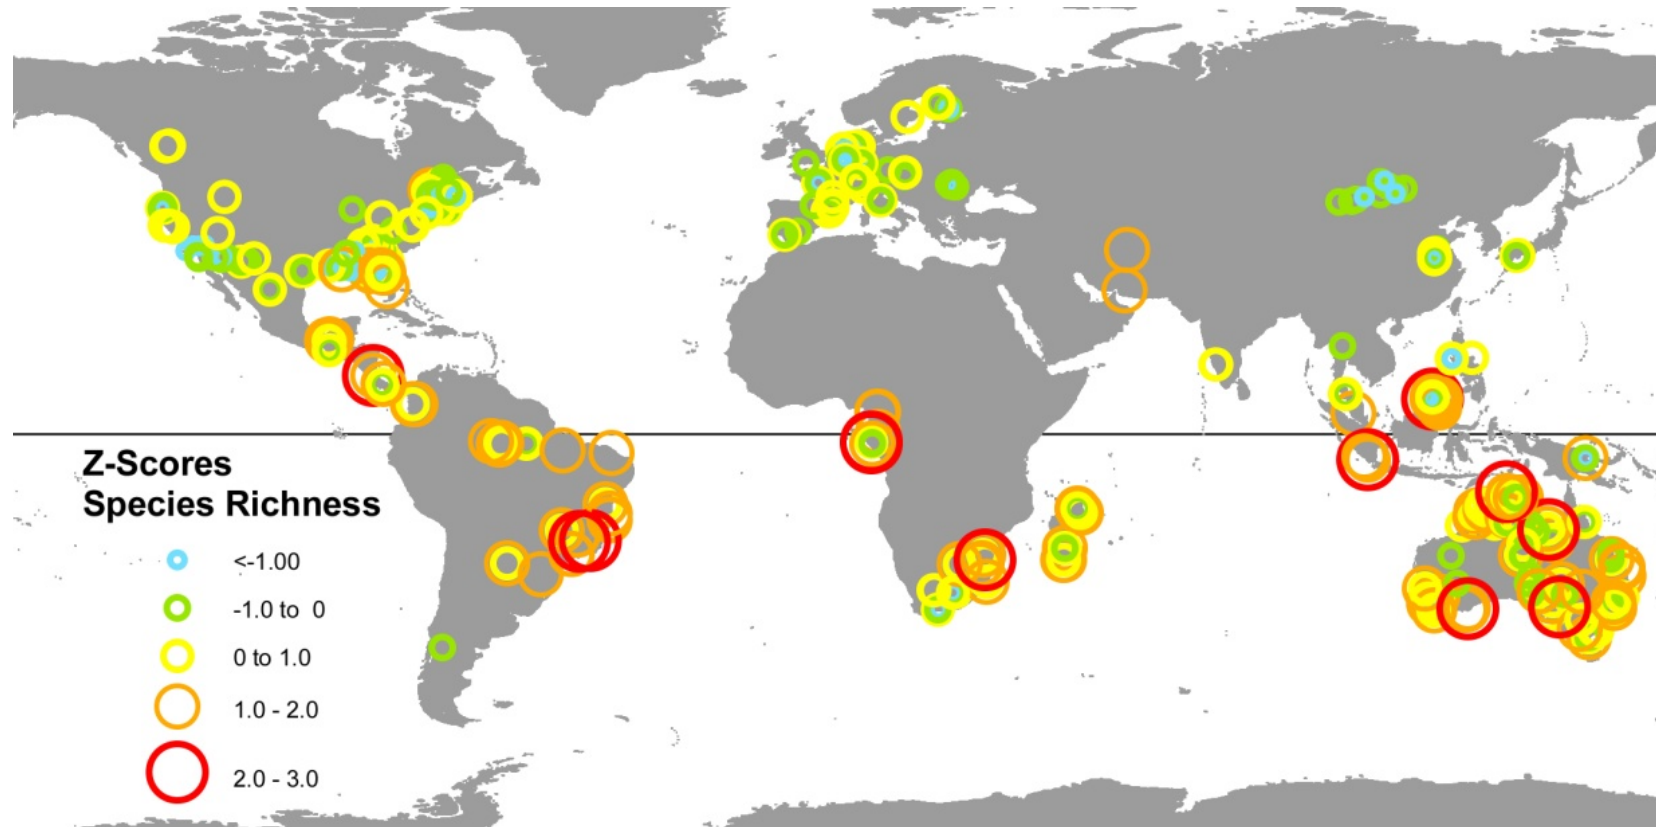 Z-Scores
Species Richness
<-1.00
-1.0 to 0
0 to 1.0
1.0 - 2.0
2.0 - 3.0